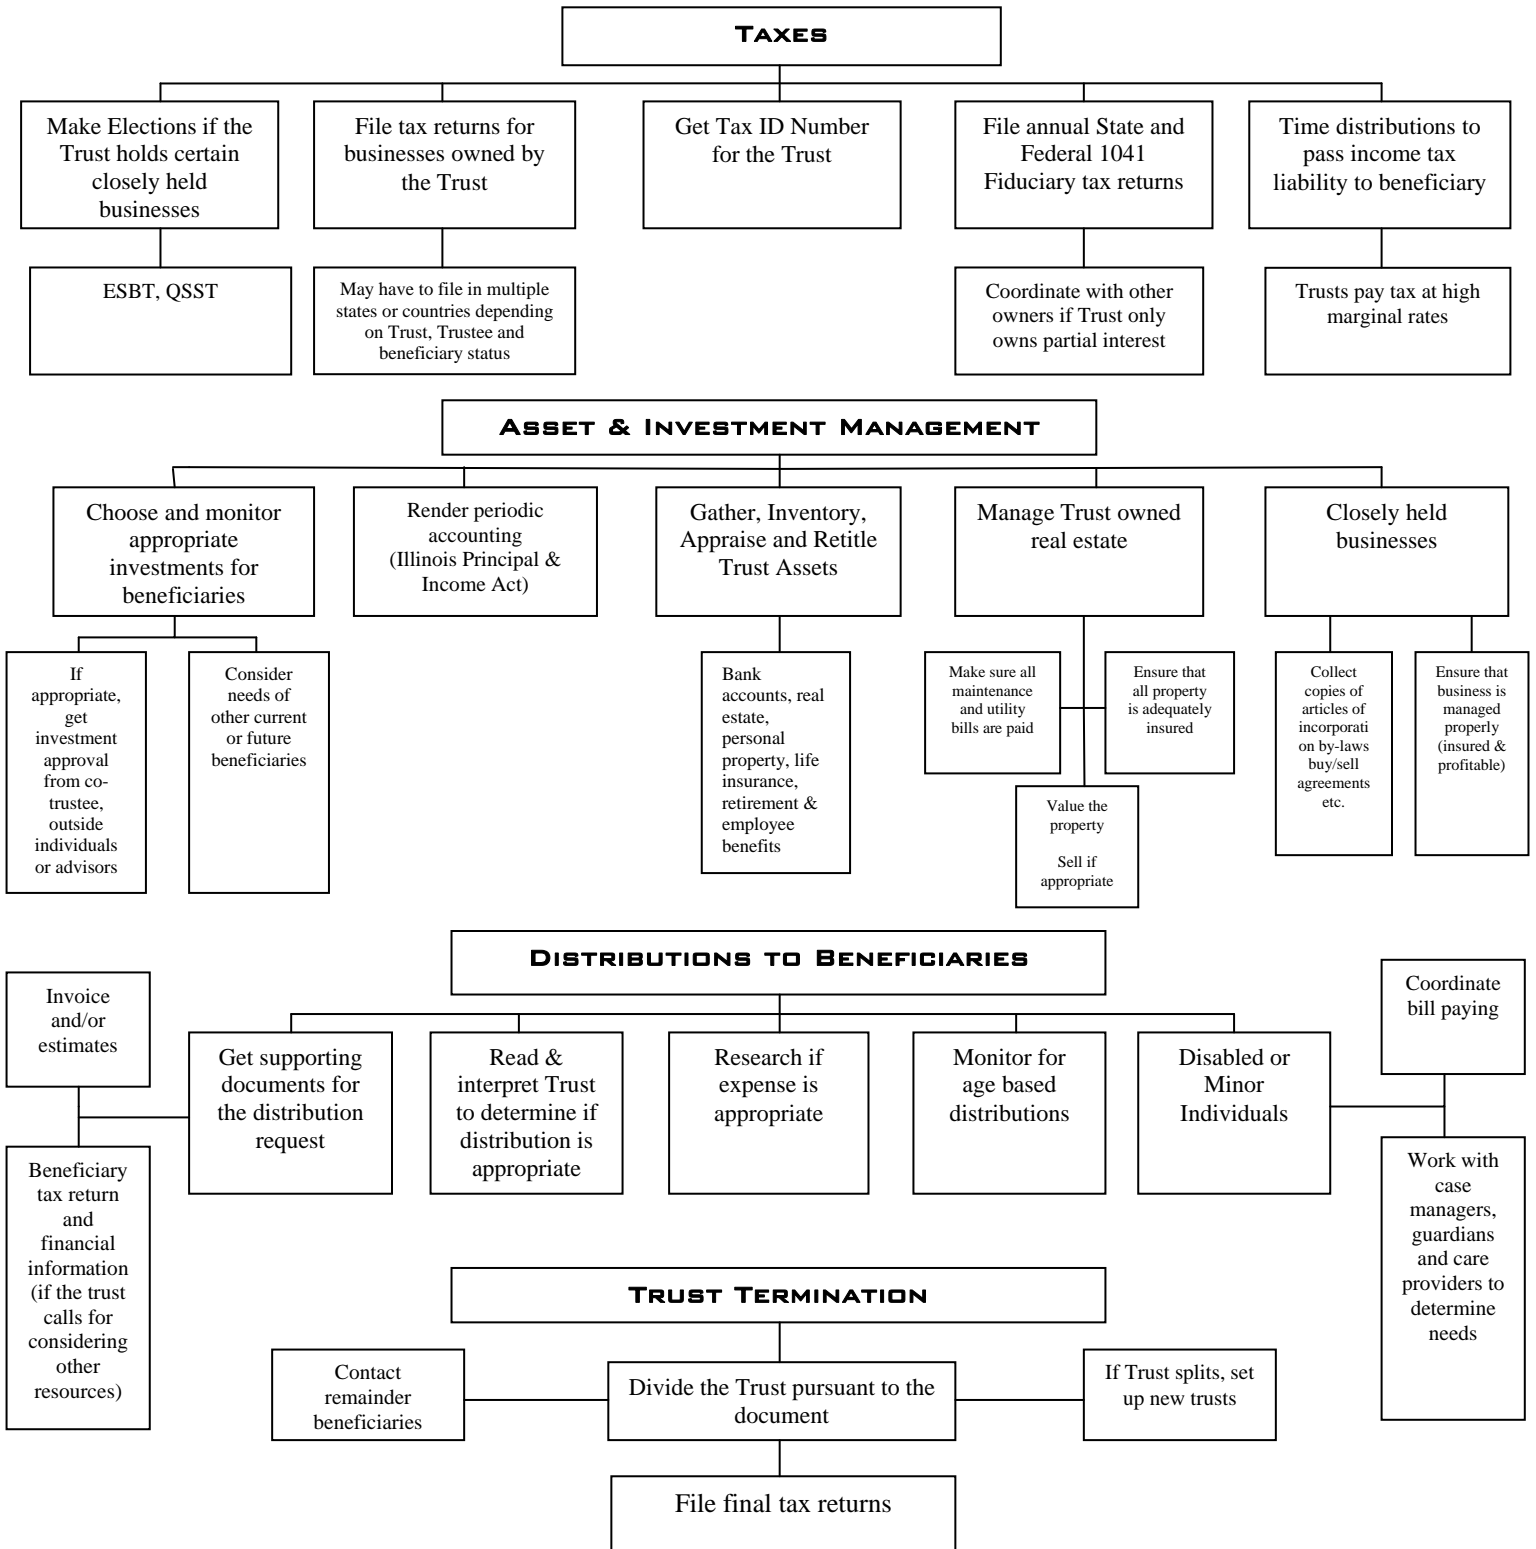 TAXES
Make Elections if the
Trust holds certain
closely held
businesses
File tax returns for
businesses owned by
the Trust
Get Tax ID Number
for the Trust
File annual State and
Federal 1041
Fiduciary tax returns
Time distributions to
pass income tax
liability to beneficiary
ESBT, QSST
May have to file in multiple
states or countries depending
on Trust, Trustee and
beneficiary status
Coordinate with other
owners if Trust only
owns partial interest
Trusts pay tax at high
marginal rates
ASSET & INVESTMENT MANAGEMENT
Choose and monitor
appropriate
investments for
beneficiaries
Render periodic
accounting
(Illinois Principal &
Income Act)
Gather, Inventory,
Appraise and Retitle
Trust Assets
Manage Trust owned
real estate
Closely held
businesses
If
appropriate,
get
investment
approval
from co-
trustee,
outside
individuals
or advisors
Consider
needs of
other current
or future
beneficiaries
Bank
accounts, real
estate,
personal
property, life
insurance,
retirement &
employee
benefits
Make sure all
maintenance
and utility
bills are paid
Ensure that
all property
is adequately
insured
Value the
property
Sell if
appropriate
Collect
copies of
articles of
incorporati
on by-laws
buy/sell
agreements
etc.
Ensure that
business is
managed
properly
(insured &
profitable)
DISTRIBUTIONS TO BENEFICIARIES
Invoice
and/or
estimates
Coordinate
bill paying
Get supporting
documents for
the distribution
request
Read &
interpret Trust
to determine if
distribution is
appropriate
Research if
expense is
appropriate
Monitor for
age based
distributions
Disabled or
Minor
Individuals
Beneficiary
tax return
and
financial
information
(if the trust
calls for
considering
other
resources)
Work with
case
managers,
guardians
and care
providers to
determine
needs
TRUST TERMINATION
Contact
remainder
beneficiaries
Divide the Trust pursuant to the
document
If Trust splits, set
up new trusts
File final tax returns